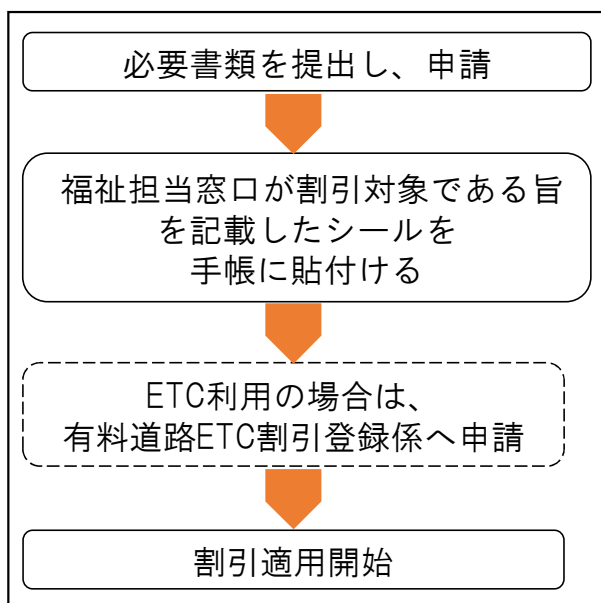 必要書類を提出し、申請
福祉担当窓口が割引対象である旨
を記載したシールを
手帳に貼付ける
ETC利用の場合は、
有料道路ETC割引登録係へ申請
割引適用開始